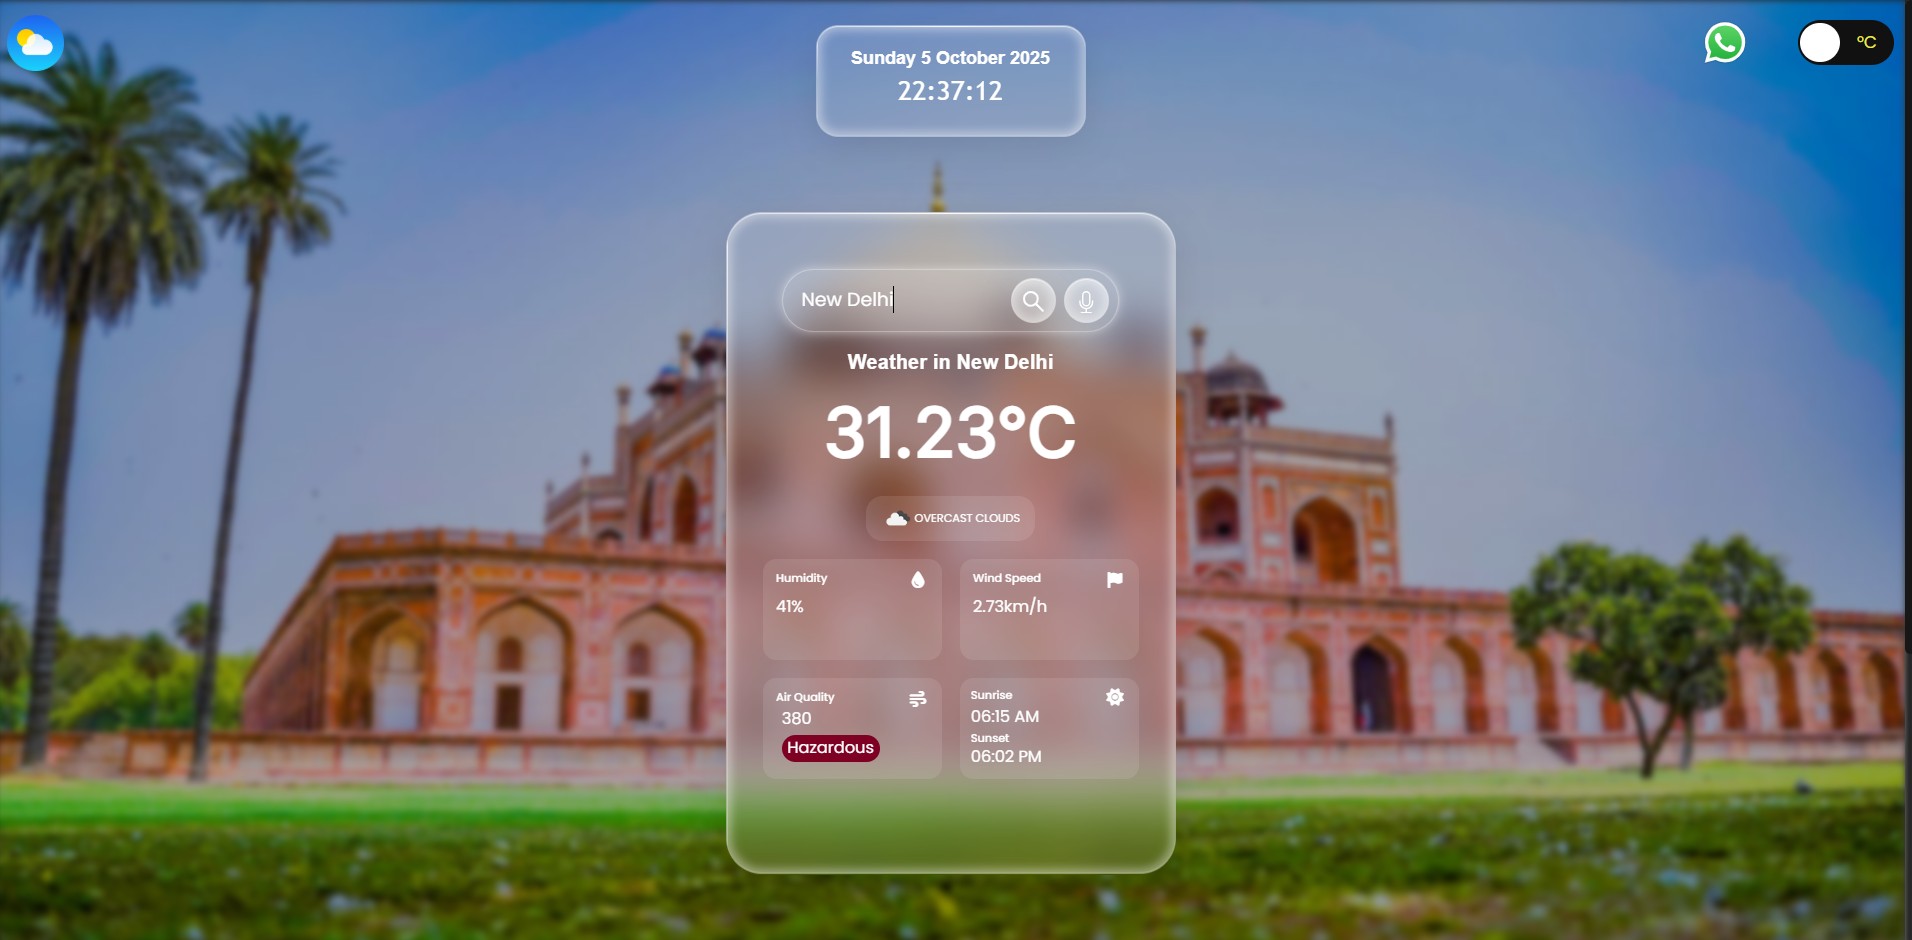 Sunday 5 October 2025
22:37:12
°C
New Delhi
Weather in New Delhi
31.23°C
OVERCAST CLOUDS
Humidity
41%
Wind Speed
2.73km/h
Air Quality
380
Hazardous
Sunrise
06:15 AM
Sunset
06:02 PM